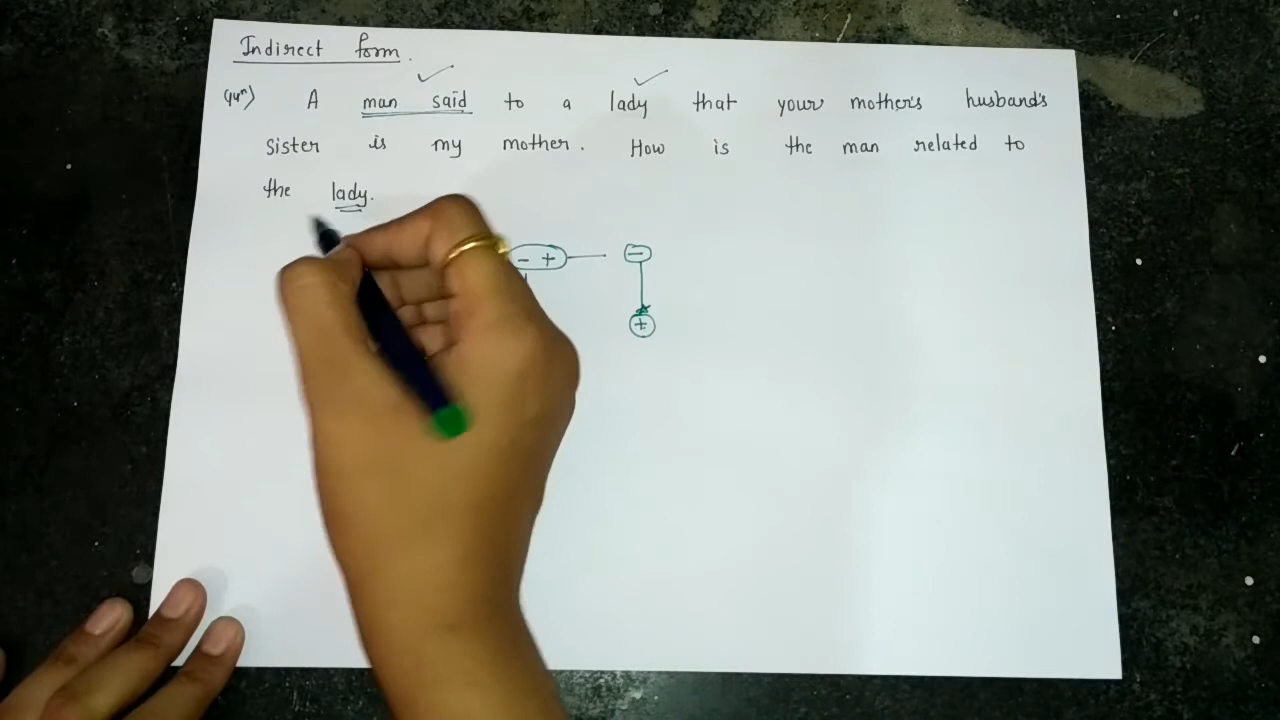 Indirect form.
A man said to a lady that your mother's husband's
sister is my mother. How is the man related to
the lady.
- + -
+